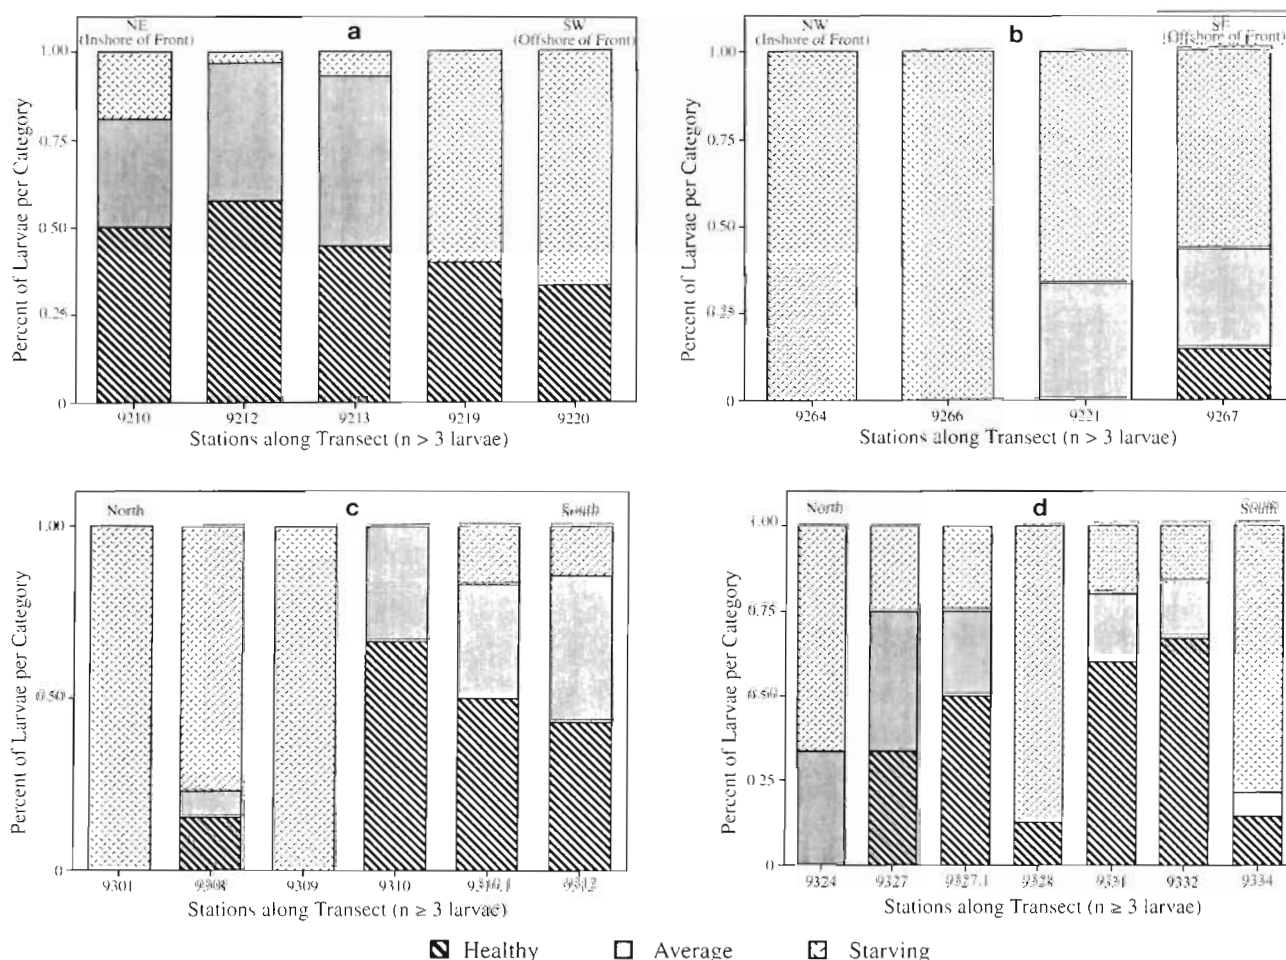 a
NE
(Inshore of Front)
SW
(Offshore of Front)
Percent of Larvae per Category
1.00
0.75
0.50
0.25
0
9210
9212
9213
9219
9220
Stations along Transect (n > 3 larvae)
b
NW
(Inshore of Front)
SE
(Offshore of Front)
Percent of Larvae per Category
1.00
0.75
0.50
0.25
0
9264
9266
9221
9267
Stations along Transect (n > 3 larvae)
c
North
South
Percent of Larvae per Category
1.00
0.50
0
9301
9308
9309
9310
9310.1
9312
Stations along Transect (n ≥ 3 larvae)
d
North
South
Percent of Larvae per Category
1.00
0.75
0.50
0.25
0
9324
9327
9327.1
9328
9331
9332
9334
Stations along Transect (n ≥ 3 larvae)
Healthy
Average
Starving